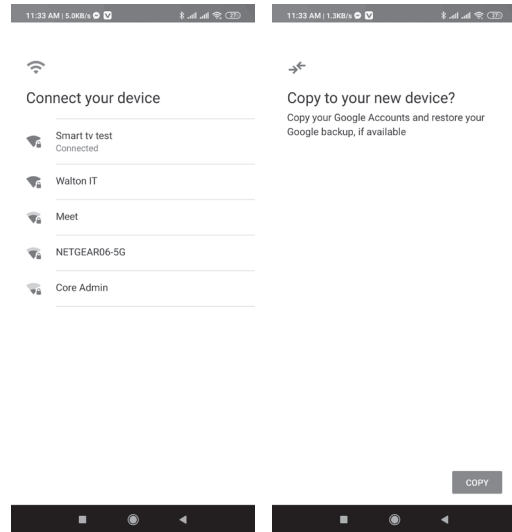 11:33 AM | 5.0KB/s V 27
Connect your device
Smart tv test
Connected
Walton IT
Meet
NETGEAR06-5G
Core Admin
11:33 AM | 1.3KB/s V 27
Copy to your new device?
Copy your Google Accounts and restore your
Google backup, if available
COPY